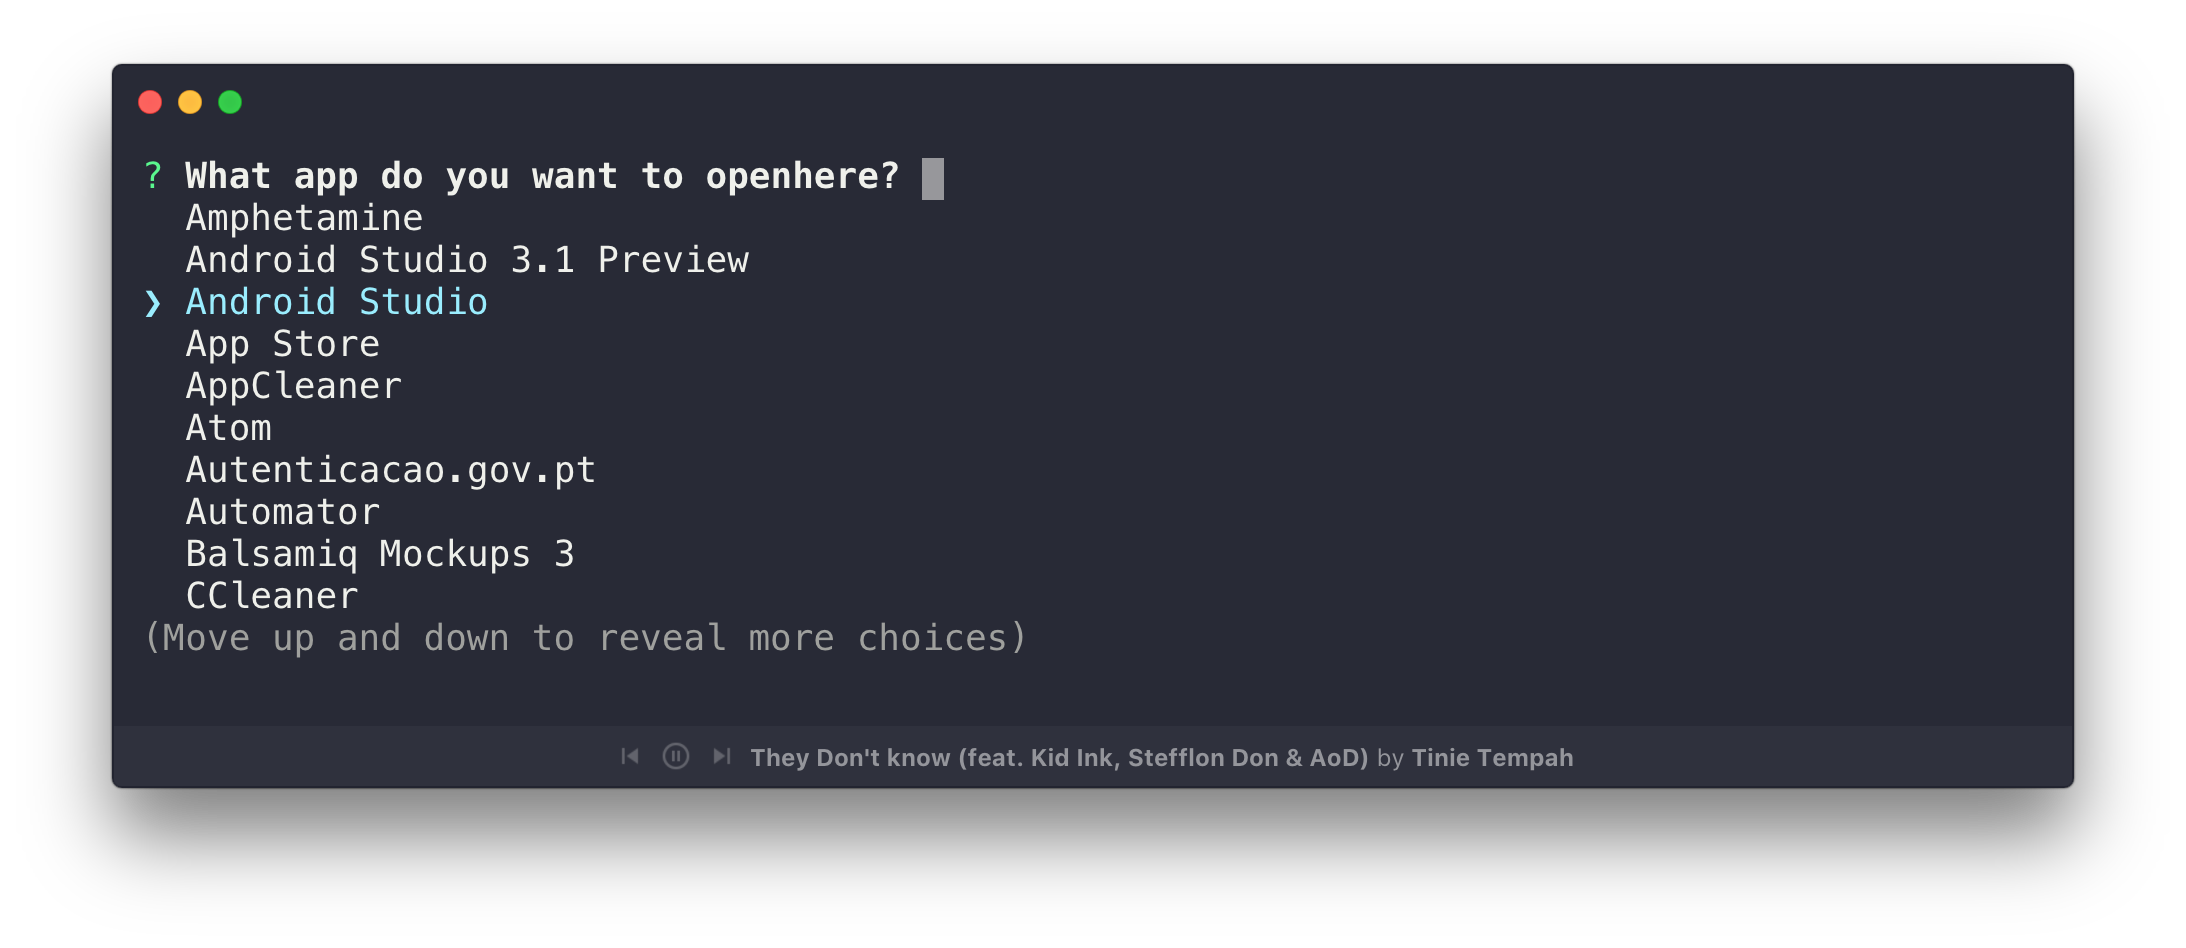 ? What app do you want to openhere?
Amphetamine
Android Studio 3.1 Preview
❯ Android Studio
App Store
AppCleaner
Atom
Autenticacao.gov.pt
Automator
Balsamiq Mockups 3
CCleaner
(Move up and down to reveal more choices)
They Don't know (feat. Kid Ink, Stefflon Don & AoD) by Tinie Tempah